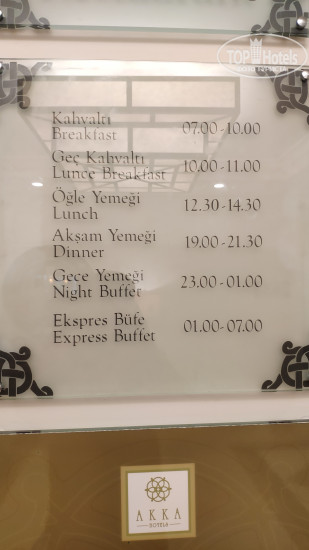 TOP Hotels
Kahvaltı
Breakfast 07.00-10.00
Geç Kahvaltı
Lunce Breakfast 10.00-11.00
Öğle Yemeği
Lunch 12.30-14.30
Akşam Yemeği
Dinner 19.00-21.30
Gece Yemeği
Night Buffet 23.00-01.00
Ekspres Büfe
Express Buffet 01.00-07.00
AKKA
HOTELS